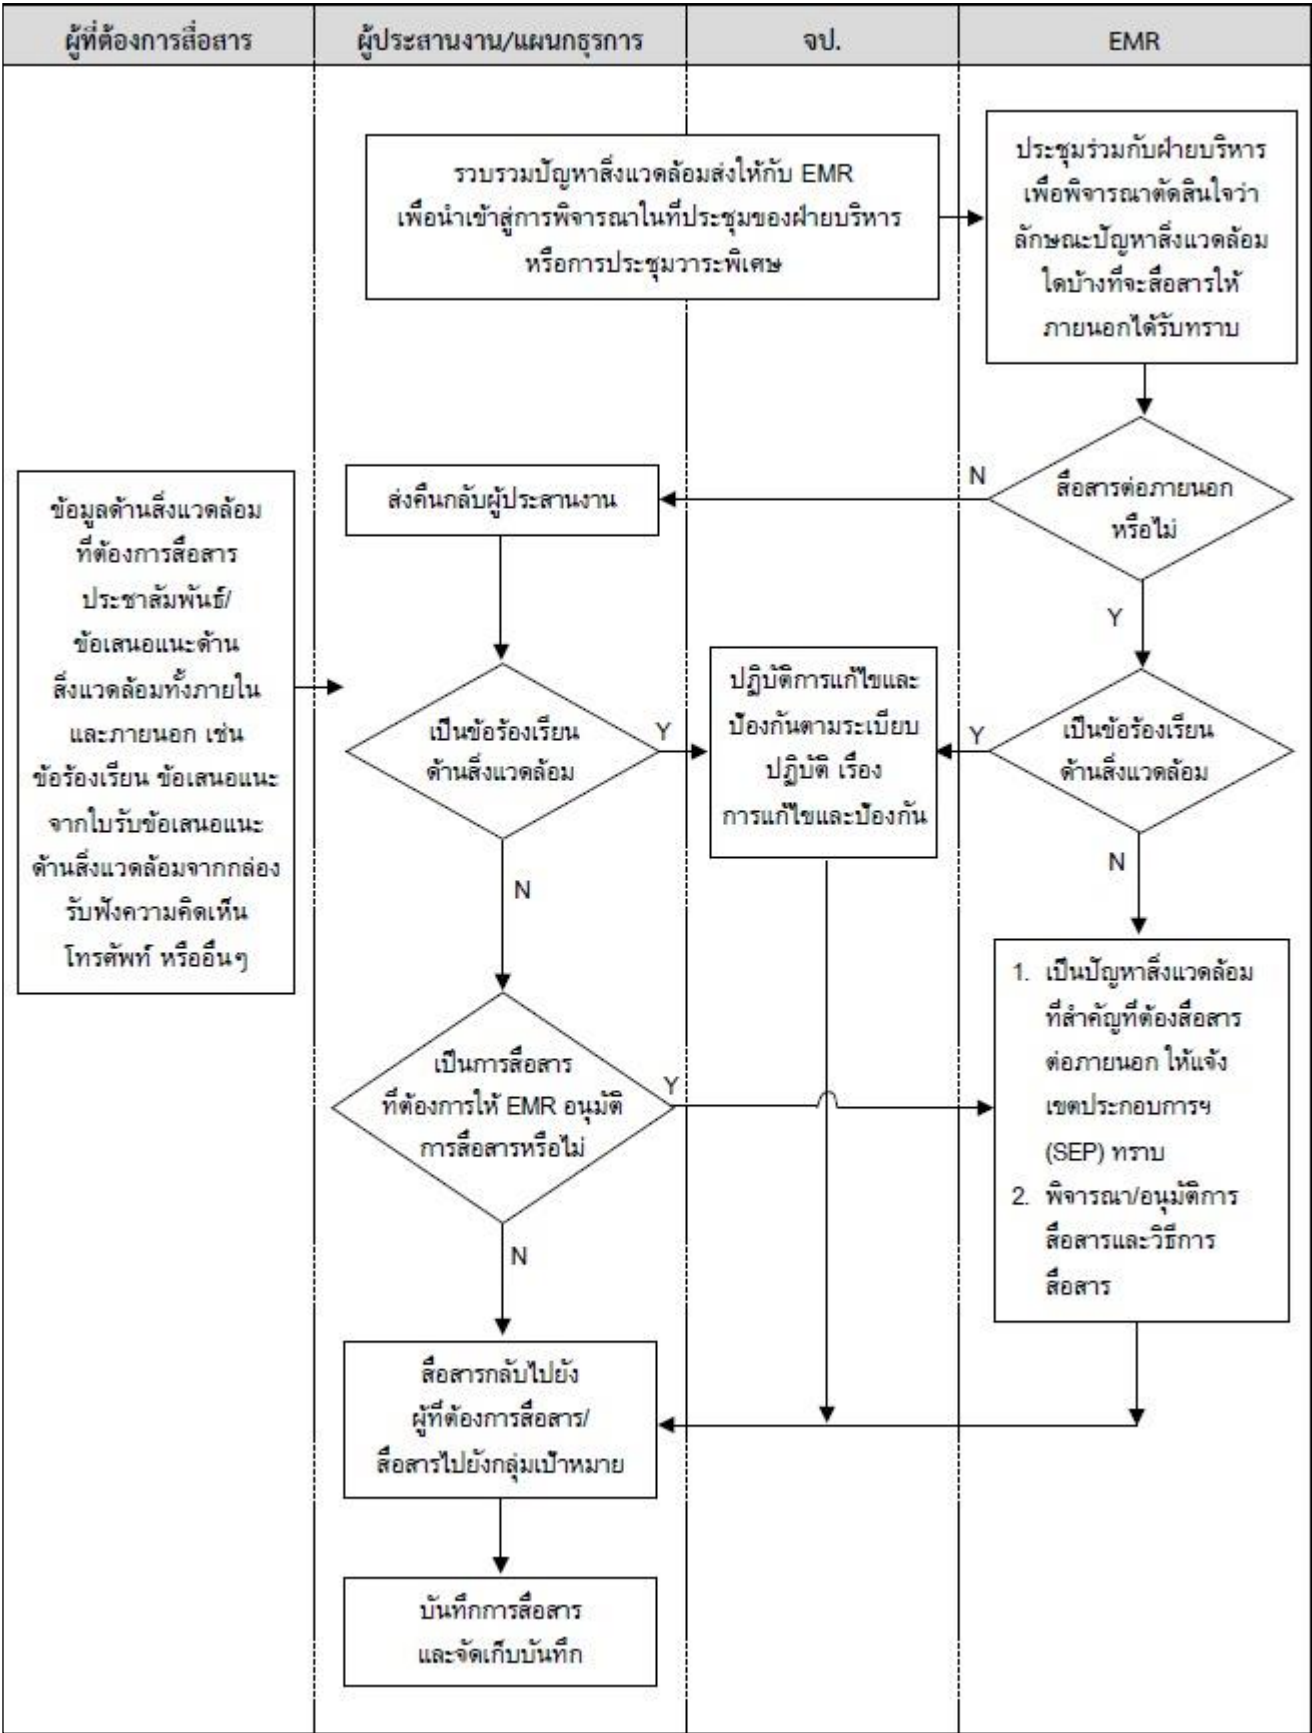 ผู้ที่ต้องการสื่อสาร
ผู้ประสานงาน/แผนกธุรการ
จป.
EMR
รวบรวมปัญหาสิ่งแวดล้อมส่งให้กับ EMR
เพื่อนำเข้าสู่การพิจารณาในที่ประชุมของฝ่ายบริหาร
หรือการประชุมวาระพิเศษ
ประชุมร่วมกับฝ่ายบริหาร
เพื่อพิจารณาตัดสินใจว่า
ลักษณะปัญหาสิ่งแวดล้อม
ใดบ้างที่จะสื่อสารให้
ภายนอกได้รับทราบ
สื่อสารต่อภายนอก
หรือไม่
N
Y
ส่งคืนกลับผู้ประสานงาน
ข้อมูลด้านสิ่งแวดล้อม
ที่ต้องการสื่อสาร
ประชาสัมพันธ์/
ข้อเสนอแนะด้าน
สิ่งแวดล้อมทั้งภายใน
และภายนอก เช่น
ข้อร้องเรียน ข้อเสนอแนะ
จากใบรับข้อเสนอแนะ
ด้านสิ่งแวดล้อมจากกล่อง
รับฟังความคิดเห็น
โทรศัพท์ หรืออื่นๆ
เป็นข้อร้องเรียน
ด้านสิ่งแวดล้อม
Y
N
ปฏิบัติการแก้ไขและ
ป้องกันตามระเบียบ
ปฏิบัติ เรื่อง
การแก้ไขและป้องกัน
Y
เป็นข้อร้องเรียน
ด้านสิ่งแวดล้อม
N
เป็นการสื่อสาร
ที่ต้องการให้ EMR อนุมัติ
การสื่อสารหรือไม่
Y
N
1. เป็นปัญหาสิ่งแวดล้อม
ที่สำคัญที่ต้องสื่อสาร
ต่อภายนอก ให้แจ้ง
เขตประกอบการฯ
(SEP) ทราบ
2. พิจารณา/อนุมัติการ
สื่อสารและวิธีการ
สื่อสาร
สื่อสารกลับไปยัง
ผู้ที่ต้องการสื่อสาร/
สื่อสารไปยังกลุ่มเป้าหมาย
บันทึกการสื่อสาร
และจัดเก็บบันทึก